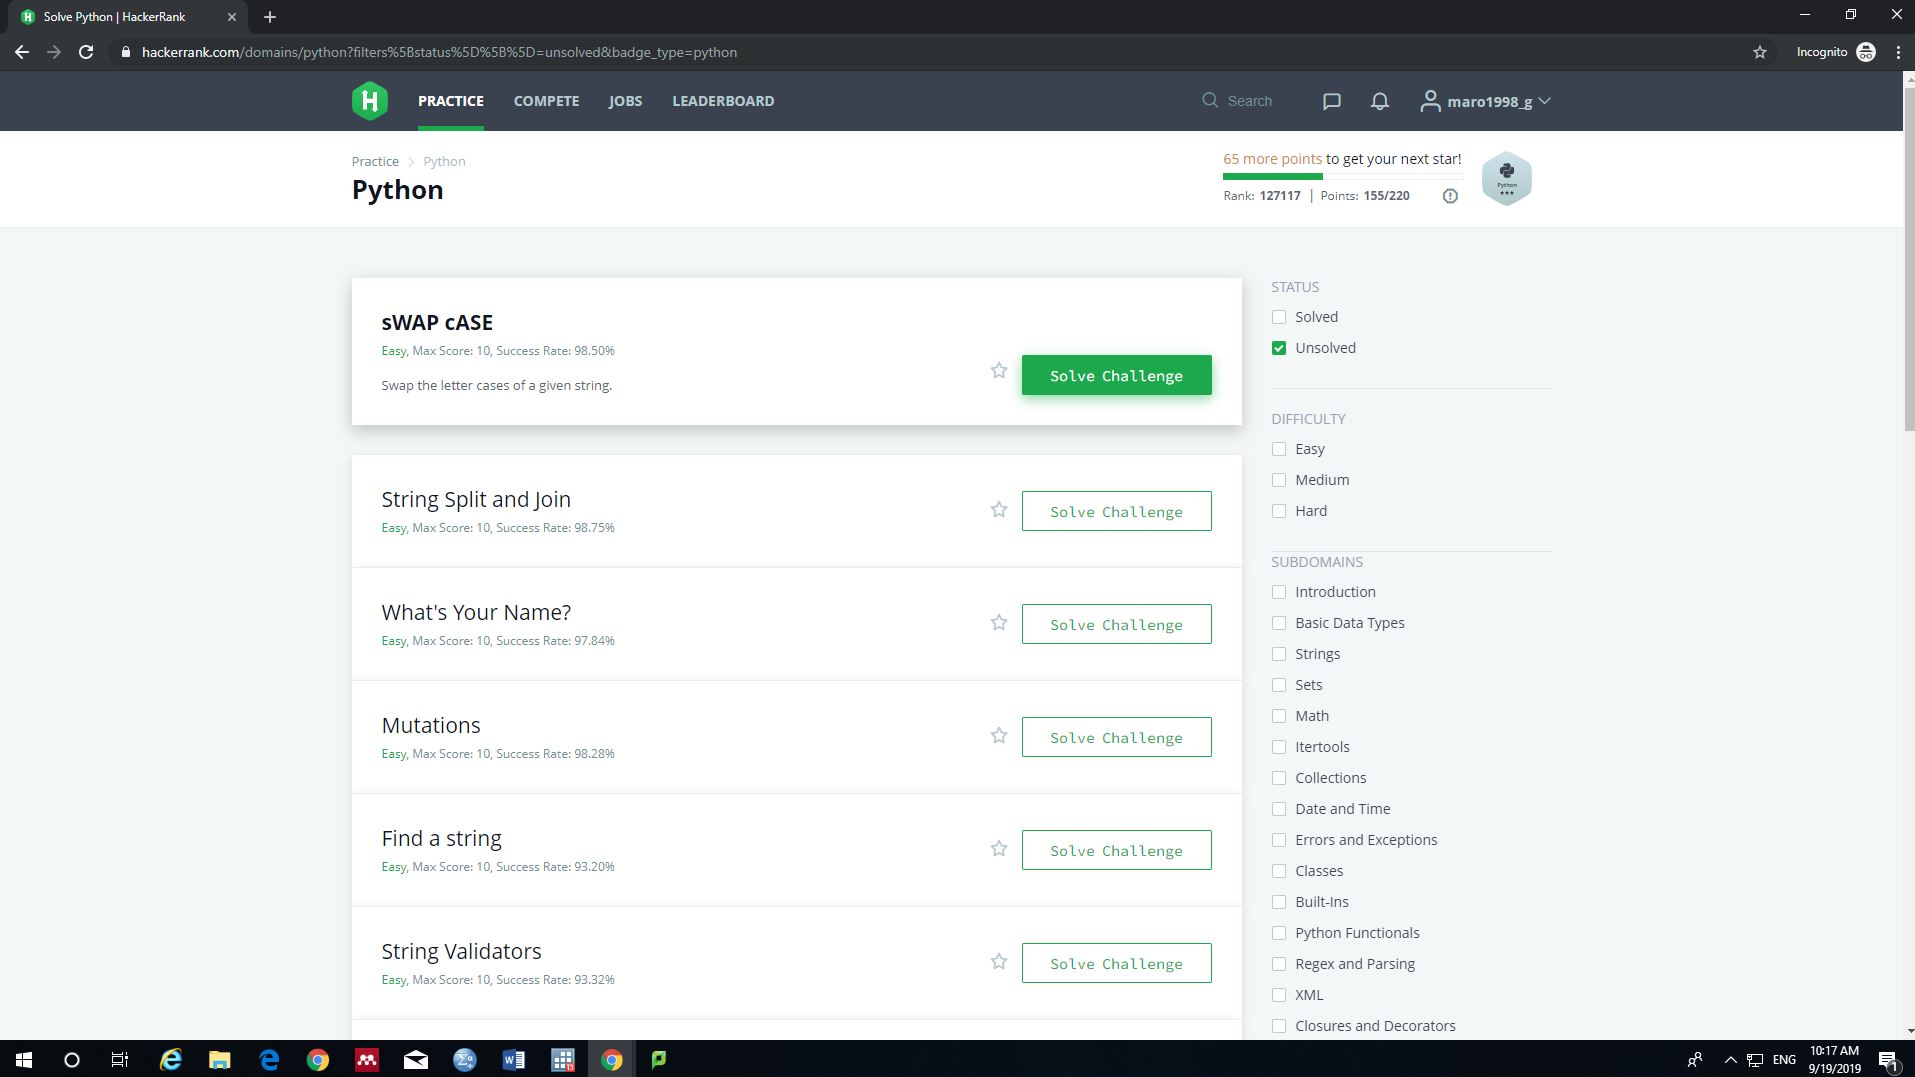 Solve Python | HackerRank
hackerrank.com/domains/python?filters%5Bstatus%5D%5B%5D=unsolved&badge_type=python
Incognito
PRACTICE COMPETE JOBS LEADERBOARD
Search
maro1998_g
Practice > Python
Python
65 more points to get your next star!
Rank: 127117 | Points: 155/220
Python
sWAP cASE
Easy, Max Score: 10, Success Rate: 98.50%
Swap the letter cases of a given string.
Solve Challenge
String Split and Join
Easy, Max Score: 10, Success Rate: 98.75%
Solve Challenge
What's Your Name?
Easy, Max Score: 10, Success Rate: 97.84%
Solve Challenge
Mutations
Easy, Max Score: 10, Success Rate: 98.28%
Solve Challenge
Find a string
Easy, Max Score: 10, Success Rate: 93.20%
Solve Challenge
String Validators
Easy, Max Score: 10, Success Rate: 93.32%
Solve Challenge
STATUS
Solved
Unsolved
DIFFICULTY
Easy
Medium
Hard
SUBDOMAINS
Introduction
Basic Data Types
Strings
Sets
Math
Itertools
Collections
Date and Time
Errors and Exceptions
Classes
Built-Ins
Python Functionals
Regex and Parsing
XML
Closures and Decorators
ENG
10:17 AM
9/19/2019
1